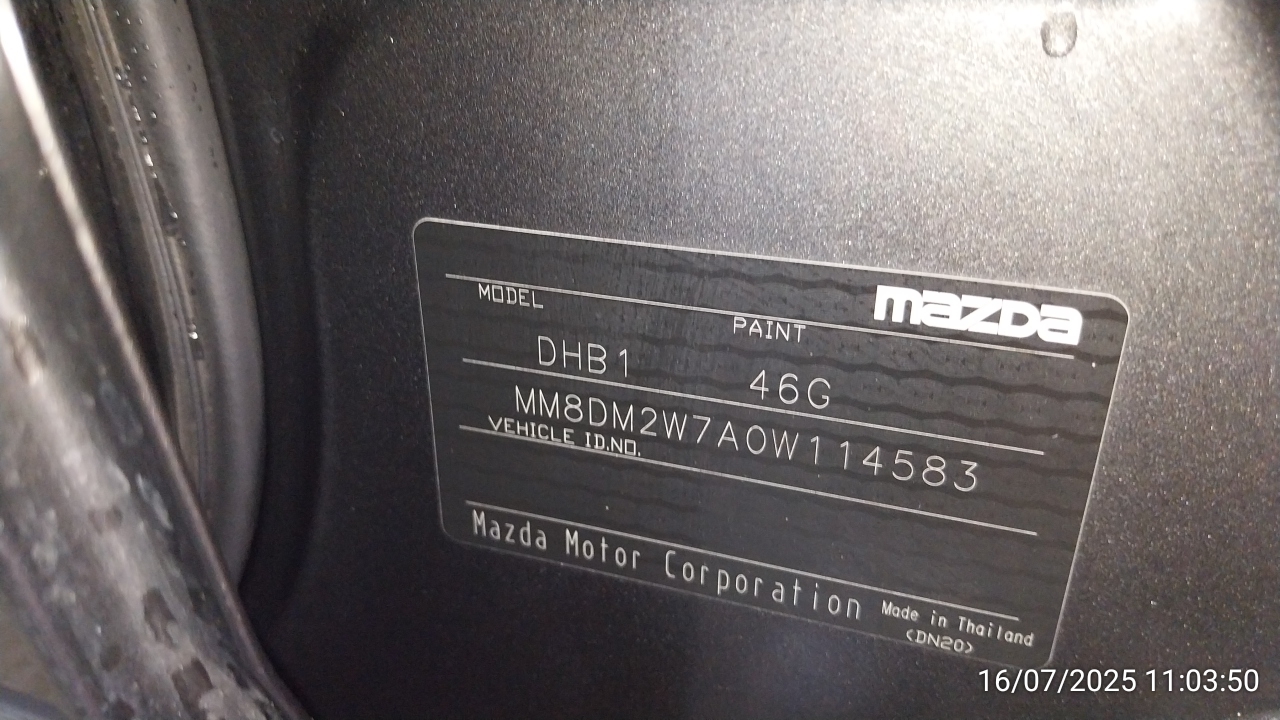 mazda
MODEL PAINT
DHB1 46G
MM8DM2W7A0W114583
VEHICLE ID.NO.
Mazda Motor Corporation Made in Thailand
(DN20)
16/07/2025 11:03:50